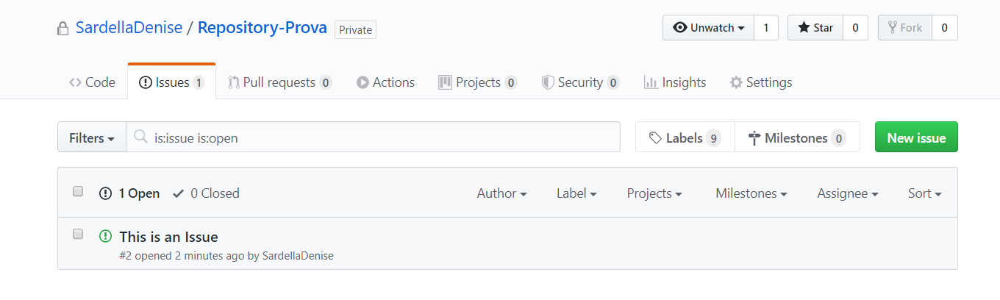 SardellaDenise / Repository-Prova Private Unwatch 1 Star 0 Fork 0
Code Issues 1 Pull requests 0 Actions Projects 0 Security 0 Insights Settings
Filters is:issue is:open Labels 9 Milestones 0 New issue
1 Open 0 Closed Author Label Projects Milestones Assignee Sort
This is an Issue
#2 opened 2 minutes ago by SardellaDenise